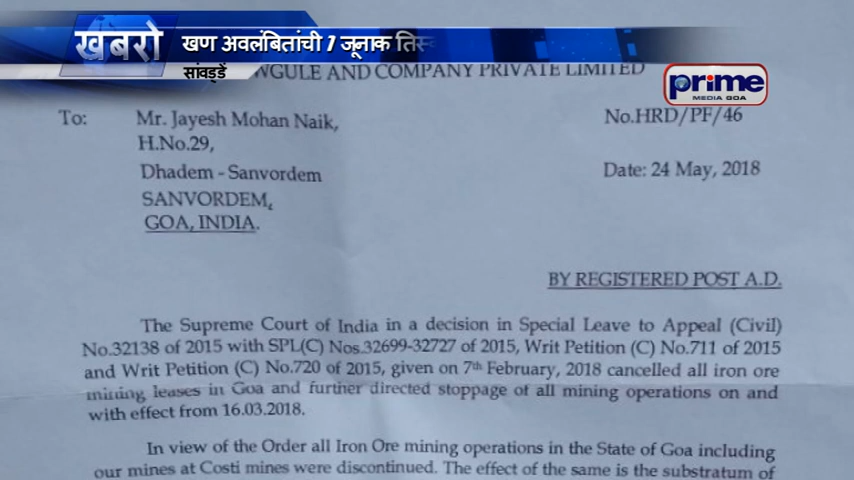 खबरो
खण अवलंबितांची 7 जूनाक
सांवर्डे
AND COMPANY PRIVATE LIMITED
prime
MEDIA GOA
To: Mr. Jayesh Mohan Naik, No.HRD/PF/46
H.No.29,
Dhadem - Sanvordem Date: 24 May, 2018
SANVORDEM,
GOA, INDIA.
BY REGISTERED POST A.D.
The Supreme Court of India in a decision in Special Leave to Appeal (Civil)
No.32138 of 2015 with SPL(C) Nos.32699-32727 of 2015, Writ Petition (C) No.711 of 2015
and Writ Petition (C) No.720 of 2015, given on 7th February, 2018 cancelled all iron ore
mining leases in Goa and further directed stoppage of all mining operations on and
with effect from 16.03.2018.
In view of the Order all Iron Ore mining operations in the State of Goa including
our mines at Costi mines were discontinued. The effect of the same is the substratum of